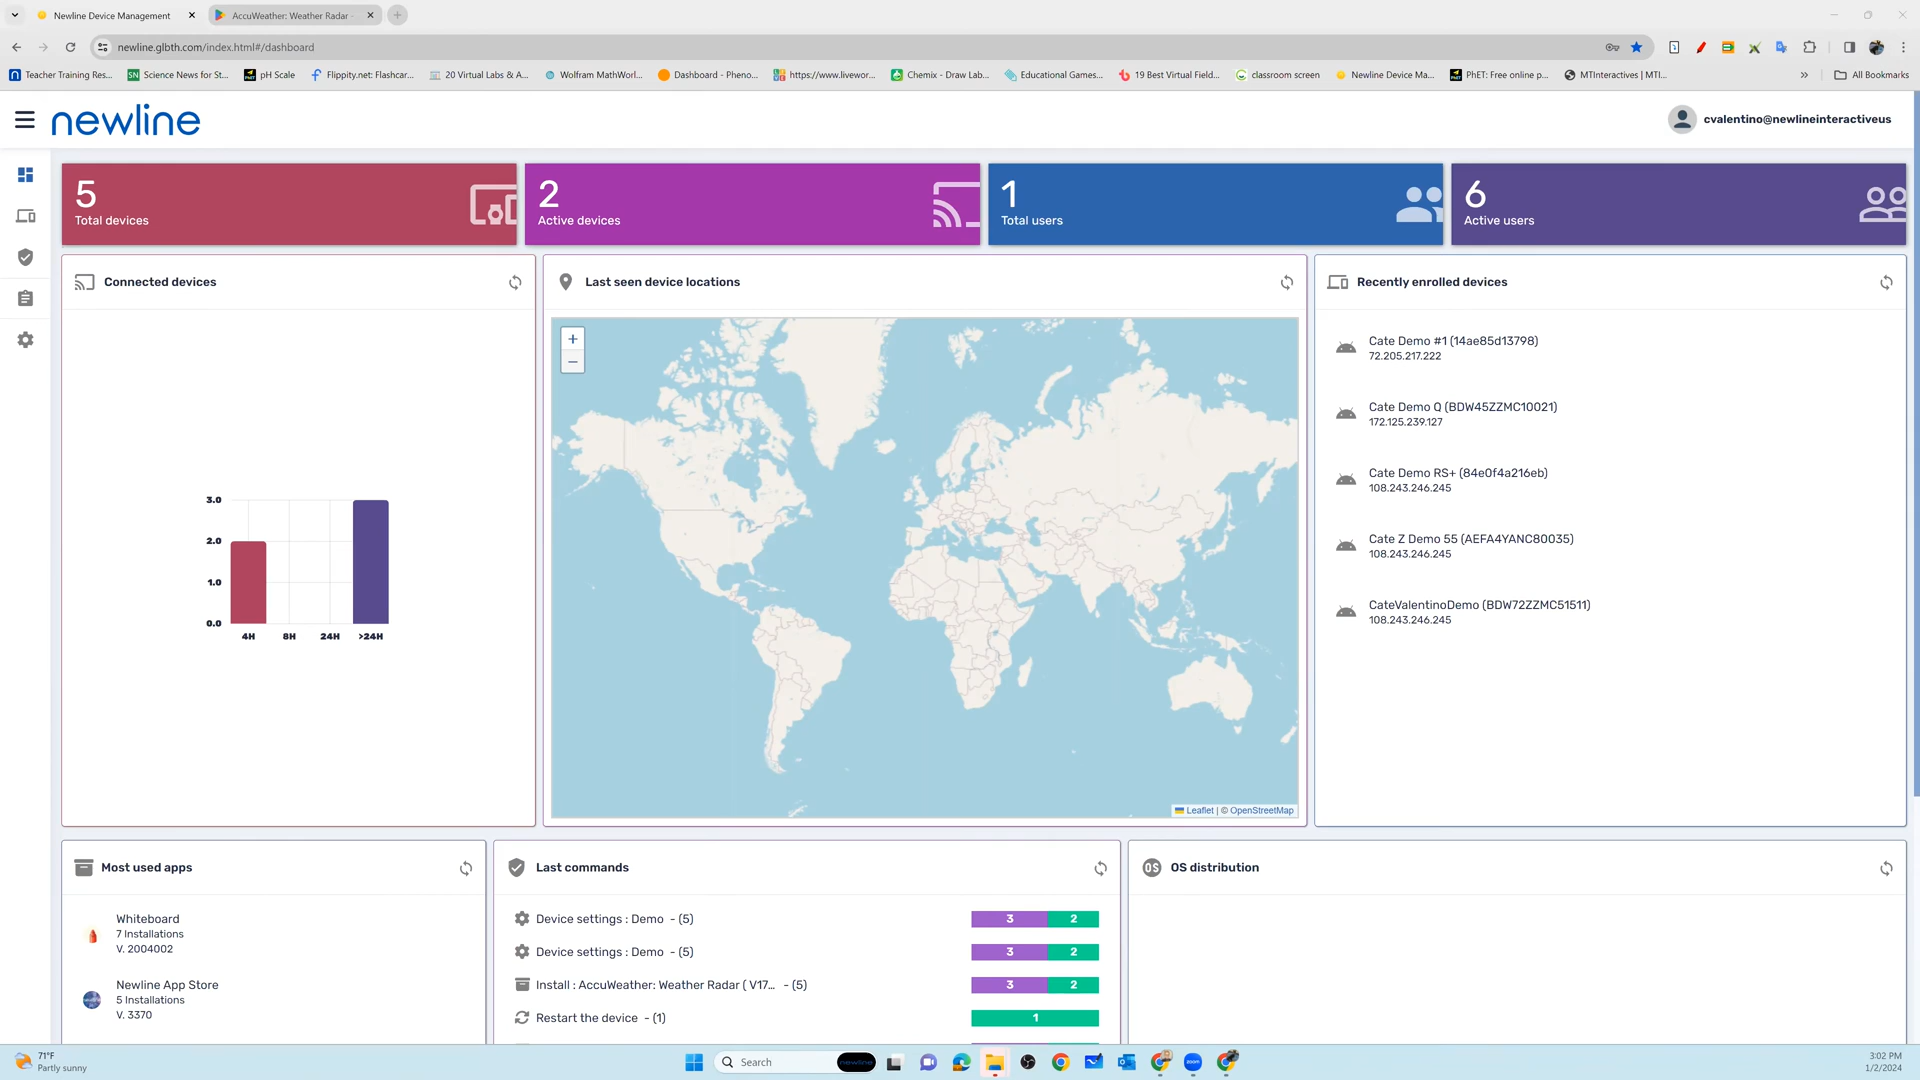 Newline Device Management
AccuWeather: Weather Radar -
newline.glbth.com/index.html#/dashboard
Teacher Training Res...
SN Science News for St...
pH Scale
Flippity.net: Flashcar...
20 Virtual Labs & A...
Wolfram MathWorl...
Dashboard - Pheno...
https://www.livewor...
Chemix - Draw Lab...
Educational Games...
19 Best Virtual Field...
classroom screen
Newline Device Ma...
PhET: Free online p...
MTInteractives | MTI...
All Bookmarks
newline
cvalentino@newlineinteractiveus
5
Total devices
2
Active devices
1
Total users
6
Active users
Connected devices
3.0
2.0
1.0
0.0
4H 8H 24H >24H
Last seen device locations
+
−
Leaflet | © OpenStreetMap
Recently enrolled devices
Cate Demo #1 (14ae85d13798)
72.205.217.222
Cate Demo Q (BDW45ZZMC10021)
172.125.239.127
Cate Demo RS+ (84e0f4a216eb)
108.243.246.245
Cate Z Demo 55 (AEFA4YANC80035)
108.243.246.245
CateValentinoDemo (BDW72ZZMC51511)
108.243.246.245
Most used apps
Whiteboard
7 Installations
V. 2004002
Newline App Store
5 Installations
V. 3370
Last commands
Device settings : Demo - (5) 3 2
Device settings : Demo - (5) 3 2
Install : AccuWeather: Weather Radar ( V17... - (5) 3 2
Restart the device - (1) 1
OS OS distribution
71°F
Partly sunny
Search
newline
zoom
3:02 PM
1/2/2024